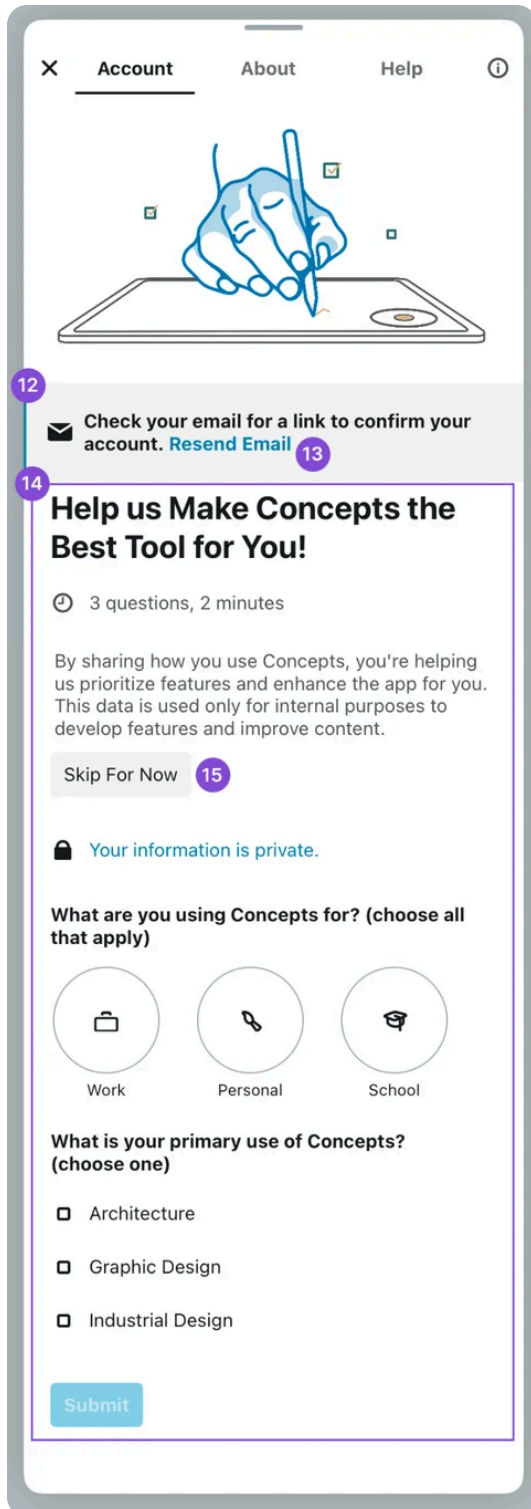 Account About Help
12
Check your email for a link to confirm your
account. Resend Email 13
14
Help us Make Concepts the
Best Tool for You!
3 questions, 2 minutes
By sharing how you use Concepts, you're helping
us prioritize features and enhance the app for you.
This data is used only for internal purposes to
develop features and improve content.
Skip For Now 15
Your information is private.
What are you using Concepts for? (choose all
that apply)
Work Personal School
What is your primary use of Concepts?
(choose one)
Architecture
Graphic Design
Industrial Design
Submit